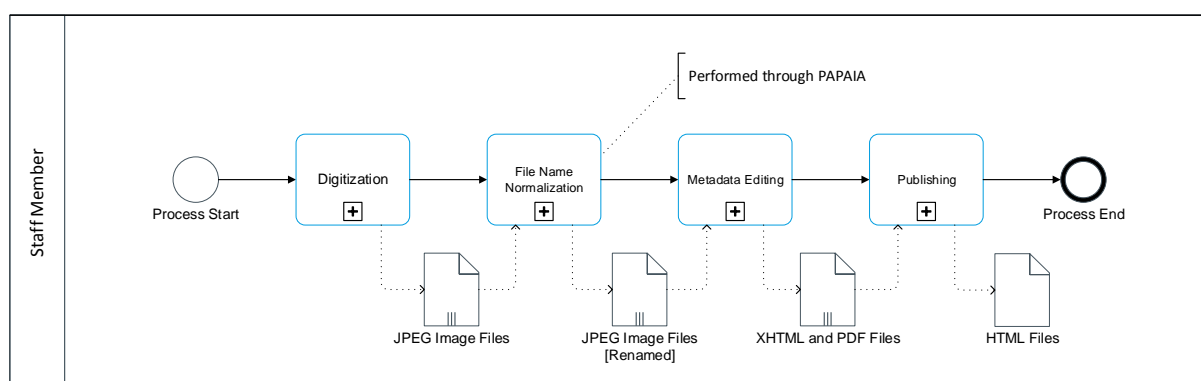 Staff Member
Performed through PAPAIA
Process Start
Digitization
File Name
Normalization
Metadata Editing
Publishing
Process End
JPEG Image Files
JPEG Image Files
[Renamed]
XHTML and PDF Files
HTML Files